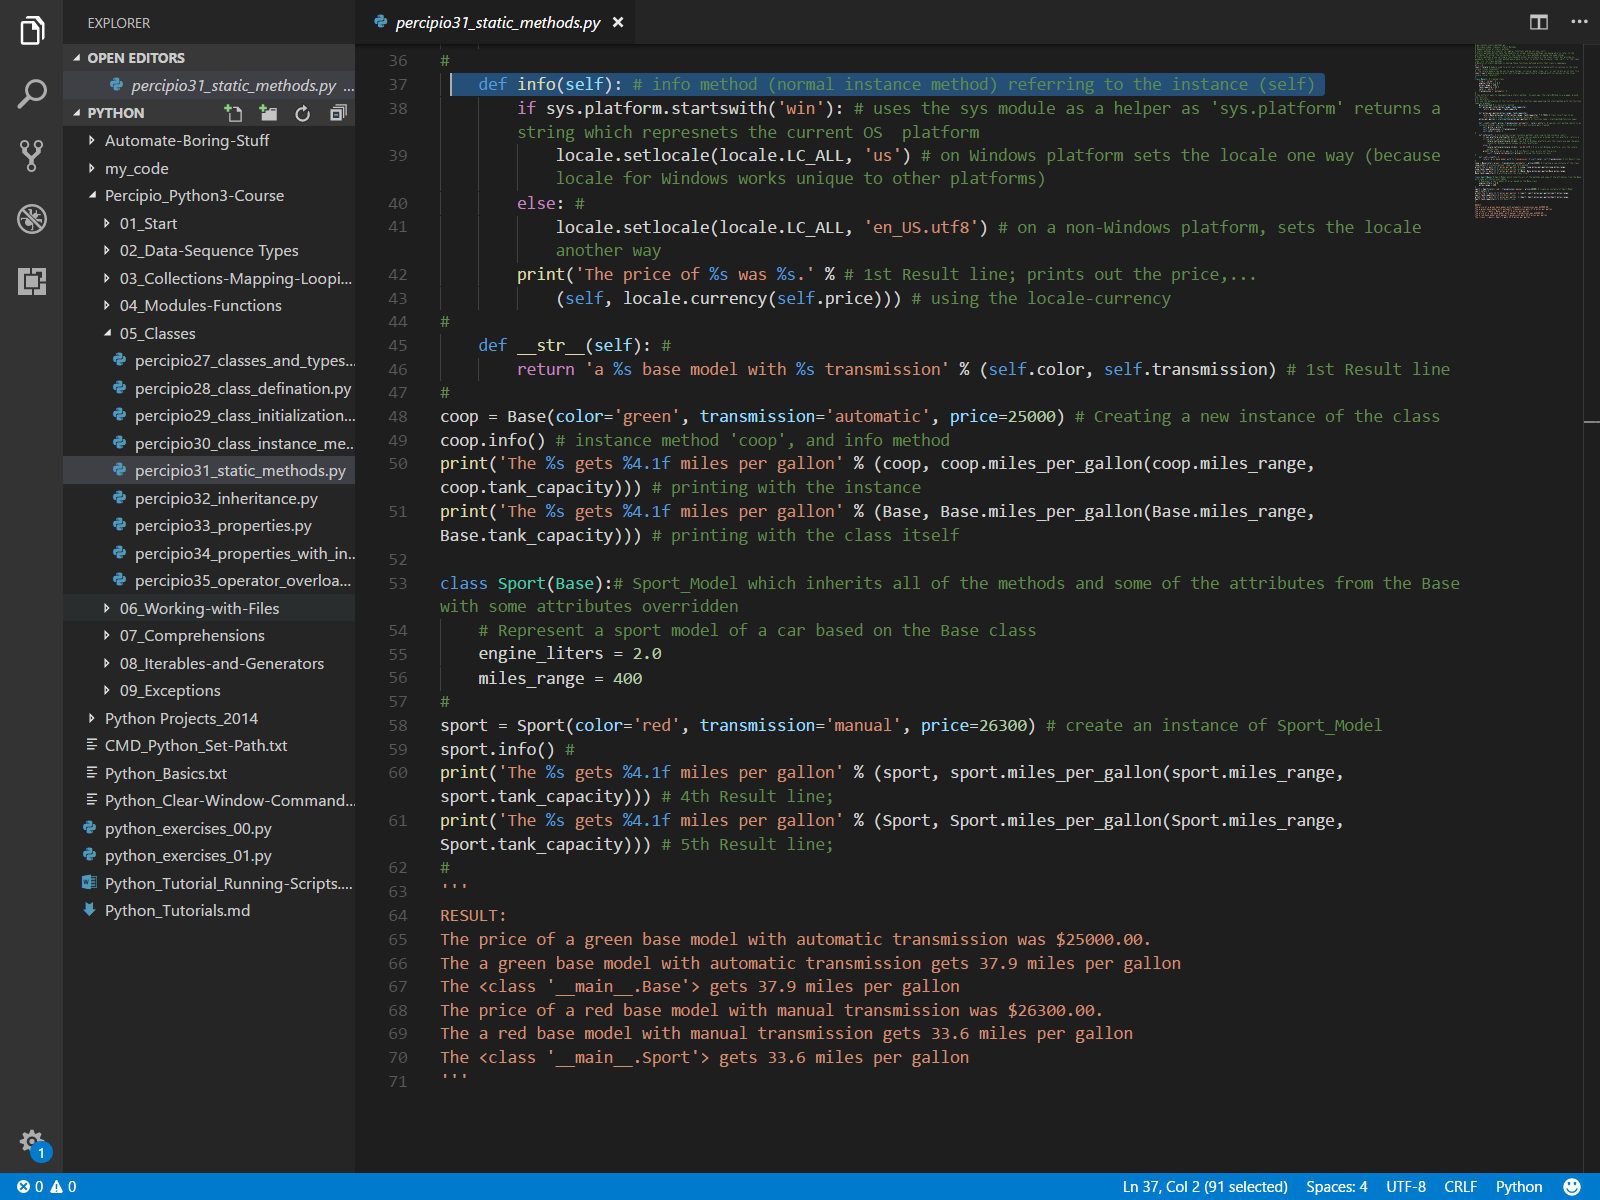 EXPLORER
OPEN EDITORS
percipio31_static_methods.py ...
PYTHON
Automate-Boring-Stuff
my_code
Percipio_Python3-Course
01_Start
02_Data-Sequence Types
03_Collections-Mapping-Loopi...
04_Modules-Functions
05_Classes
percipio27_classes_and_types...
percipio28_class_defination.py
percipio29_class_initialization...
percipio30_class_instance_me...
percipio31_static_methods.py
percipio32_inheritance.py
percipio33_properties.py
percipio34_properties_with_in...
percipio35_operator_overloa...
06_Working-with-Files
07_Comprehensions
08_Iterables-and-Generators
09_Exceptions
Python Projects_2014
CMD_Python_Set-Path.txt
Python_Basics.txt
Python_Clear-Window-Command...
python_exercises_00.py
python_exercises_01.py
Python_Tutorial_Running-Scripts....
Python_Tutorials.md
1
percipio31_static_methods.py
36 #
37 def info(self): # info method (normal instance method) referring to the instance (self)
38 if sys.platform.startswith('win'): # uses the sys module as a helper as 'sys.platform' returns a
string which represnets the current OS  platform
39 locale.setlocale(locale.LC_ALL, 'us') # on Windows platform sets the locale one way (because
locale for Windows works unique to other platforms)
40 else: #
41 locale.setlocale(locale.LC_ALL, 'en_US.utf8') # on a non-Windows platform, sets the locale
another way
42 print('The price of %s was %s.' % # 1st Result line; prints out the price,...
43 (self, locale.currency(self.price))) # using the locale-currency
44 #
45 def __str__(self): #
46 return 'a %s base model with %s transmission' % (self.color, self.transmission) # 1st Result line
47 #
48 coop = Base(color='green', transmission='automatic', price=25000) # Creating a new instance of the class
49 coop.info() # instance method 'coop', and info method
50 print('The %s gets %4.1f miles per gallon' % (coop, coop.miles_per_gallon(coop.miles_range,
coop.tank_capacity))) # printing with the instance
51 print('The %s gets %4.1f miles per gallon' % (Base, Base.miles_per_gallon(Base.miles_range,
Base.tank_capacity))) # printing with the class itself
52
53 class Sport(Base):# Sport_Model which inherits all of the methods and some of the attributes from the Base
with some attributes overridden
54 # Represent a sport model of a car based on the Base class
55 engine_liters = 2.0
56 miles_range = 400
57 #
58 sport = Sport(color='red', transmission='manual', price=26300) # create an instance of Sport_Model
59 sport.info() #
60 print('The %s gets %4.1f miles per gallon' % (sport, sport.miles_per_gallon(sport.miles_range,
sport.tank_capacity))) # 4th Result line;
61 print('The %s gets %4.1f miles per gallon' % (Sport, Sport.miles_per_gallon(Sport.miles_range,
Sport.tank_capacity))) # 5th Result line;
62 #
63 '''
64 RESULT:
65 The price of a green base model with automatic transmission was $25000.00.
66 The a green base model with automatic transmission gets 37.9 miles per gallon
67 The <class '__main__.Base'> gets 37.9 miles per gallon
68 The price of a red base model with manual transmission was $26300.00.
69 The a red base model with manual transmission gets 33.6 miles per gallon
70 The <class '__main__.Sport'> gets 33.6 miles per gallon
71 '''
0 0
Ln 37, Col 2 (91 selected) Spaces: 4 UTF-8 CRLF Python